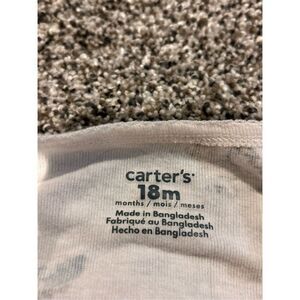 carter's
18m
months / mois / meses
Made in Bangladesh
Fabriqué au Bangladesh
Hecho en Bangladesh